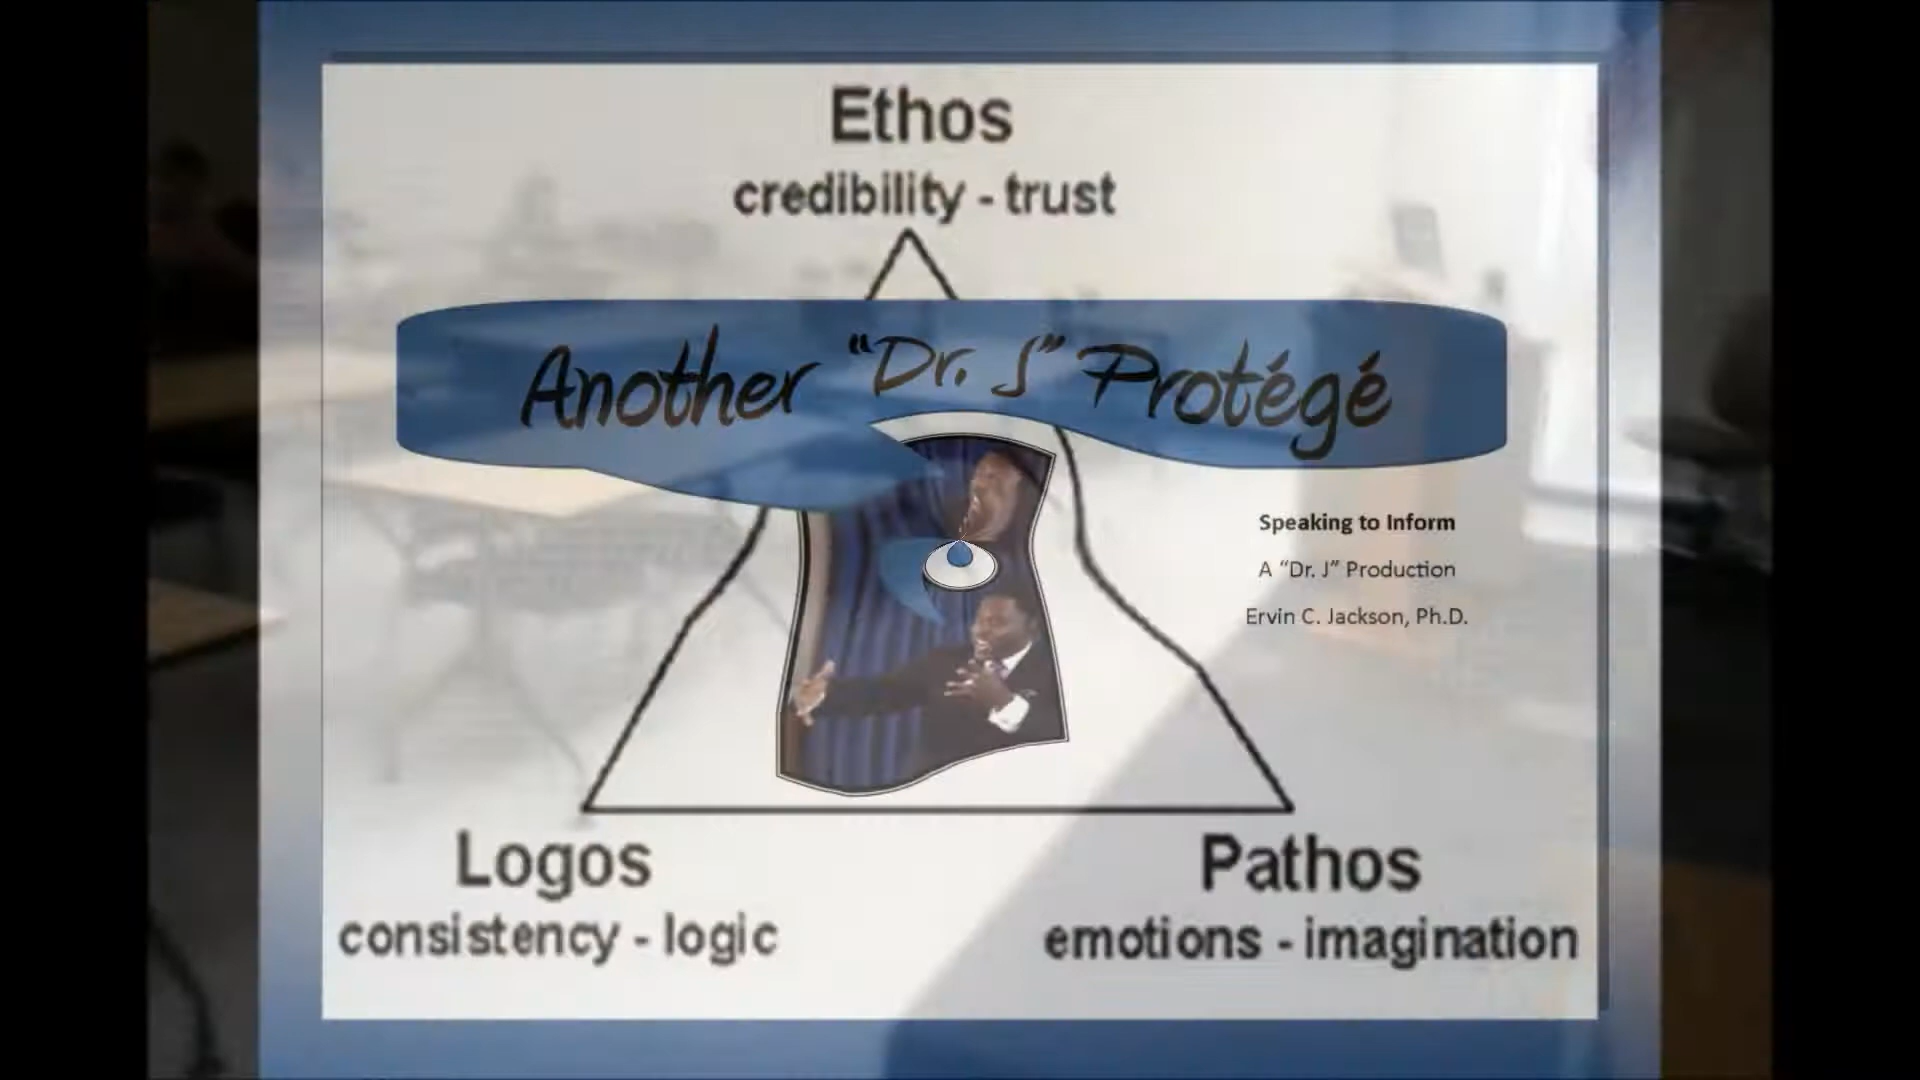 Ethos
credibility - trust
Another "Dr. J" Protégé
Speaking to Inform
A “Dr. J” Production
Ervin C. Jackson, Ph.D.
Logos
consistency - logic
Pathos
emotions - imagination